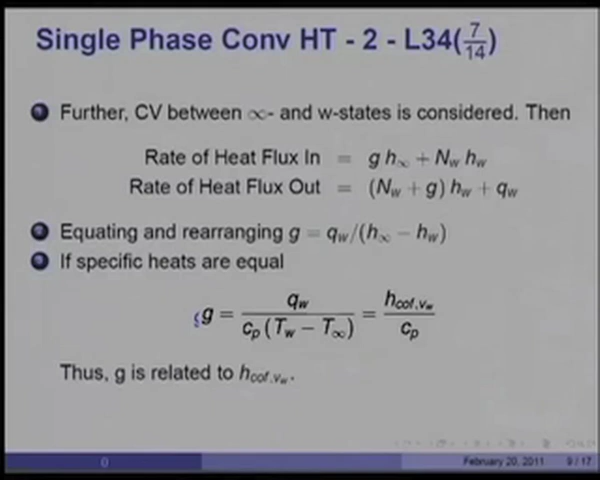 Single Phase Conv HT - 2 - L34(7/14)
1 Further, CV between ∞- and w-states is considered. Then
Rate of Heat Flux In = g h∞ + Nw hw
Rate of Heat Flux Out = (Nw + g) hw + qw
2 Equating and rearranging g = qw/(h∞ − hw)
3 If specific heats are equal
g = qw / cp (Tw − T∞) = hcof,vw / cp
Thus, g is related to hcof,vw.
() February 20, 2011 9 / 17